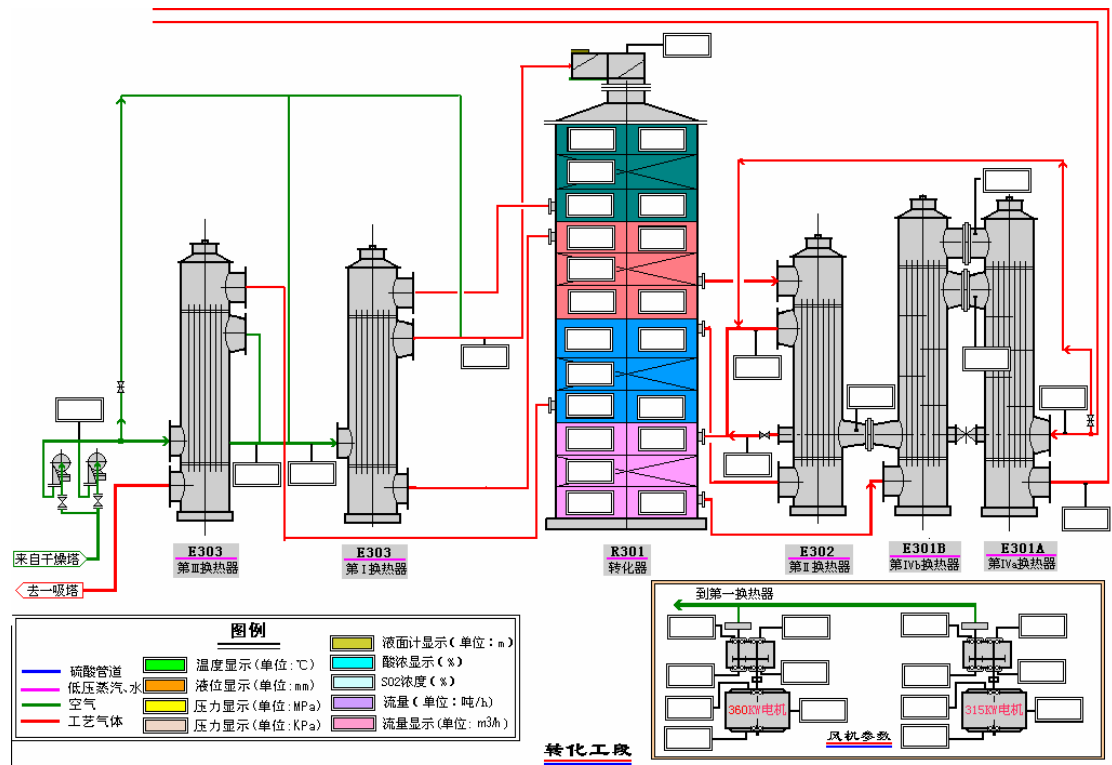 来自干燥塔
去一吸塔
E303
第Ⅲ换热器
E303
第Ⅰ换热器
R301
转化器
E302
第Ⅱ换热器
E301B
第Ⅳb换热器
E301A
第Ⅳa换热器
图例
硫酸管道
低压蒸汽、水
空气
工艺气体
温度显示(单位:℃)
液位显示(单位:mm)
压力显示(单位:MPa)
压力显示(单位:KPa)
液面计显示(单位:m)
酸浓显示(%)
SO2浓度(%)
流量(单位:吨/h)
流量显示(单位: m3/h)
转化工段
到第一换热器
360KW电机
315KW电机
风机参数